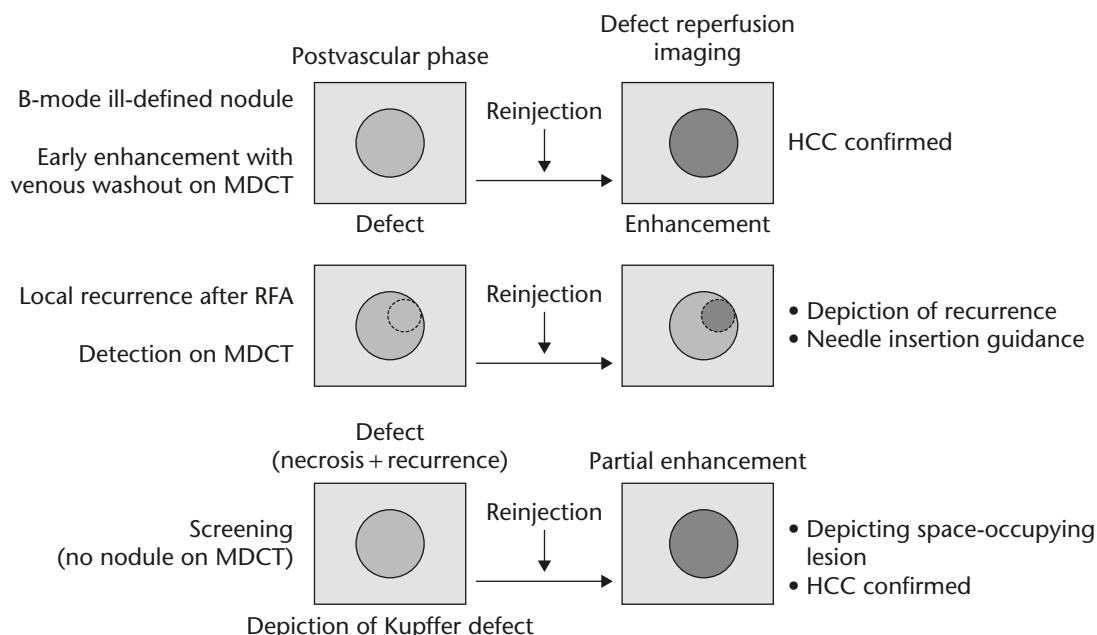 Postvascular phase
Defect reperfusion
imaging
B-mode ill-defined nodule
Early enhancement with
venous washout on MDCT
Reinjection
HCC confirmed
Defect
Enhancement
Local recurrence after RFA
Detection on MDCT
Reinjection
• Depiction of recurrence
• Needle insertion guidance
Defect
(necrosis + recurrence)
Partial enhancement
Screening
(no nodule on MDCT)
Reinjection
• Depicting space-occupying
lesion
• HCC confirmed
Depiction of Kupffer defect